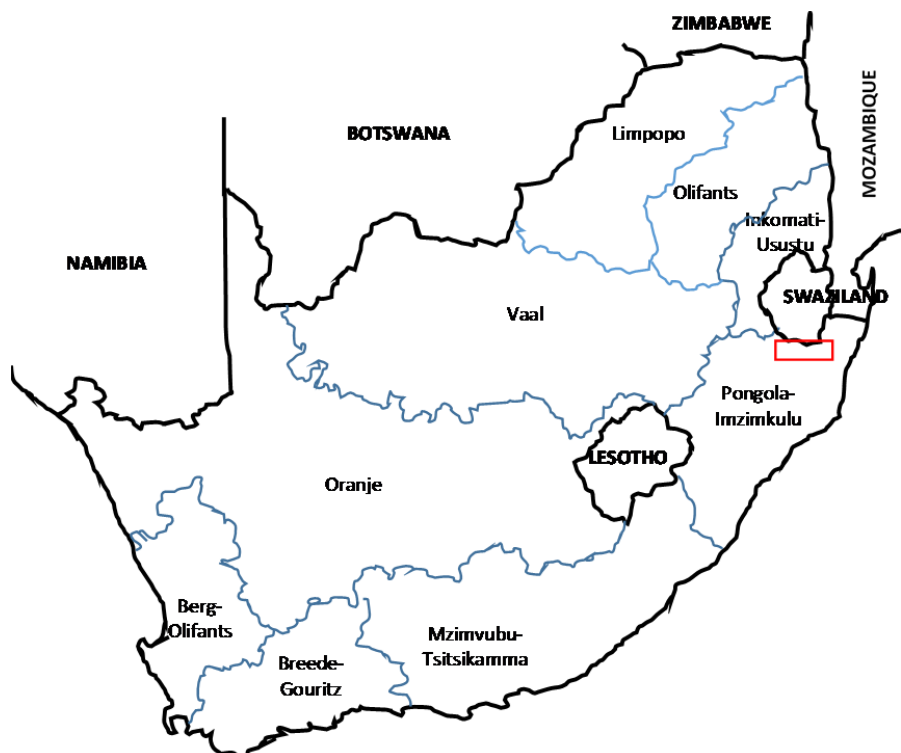 ZIMBABWE
MOZAMBIQUE
BOTSWANA
Limpopo
Olifants
Inkomati-
Usustu
NAMIBIA
SWAZILAND
Vaal
Pongola-
Imzimkulu
LESOTHO
Oranje
Berg-
Olifants
Mzimvubu-
Tsitsikamma
Breede-
Gouritz